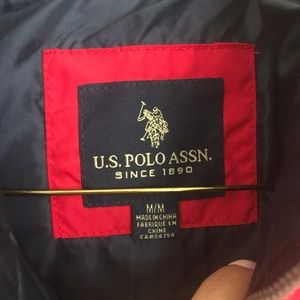 U.S. POLO ASSN.
SINCE 1890
M/M
MADE IN CHINA
FABRIQUE EN
CHINE